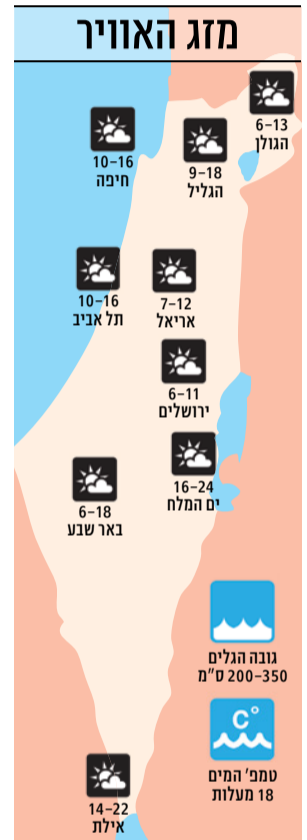 מזג האוויר
6-13
הגולן
10-16
חיפה
9-18
הגליל
10-16
תל אביב
7-12
אריאל
6-11
ירושלים
16-24
ים המלח
6-18
באר שבע
גובה הגלים
200-350 ס"מ
C°
טמפ' המים
18 מעלות
14-22
אילת